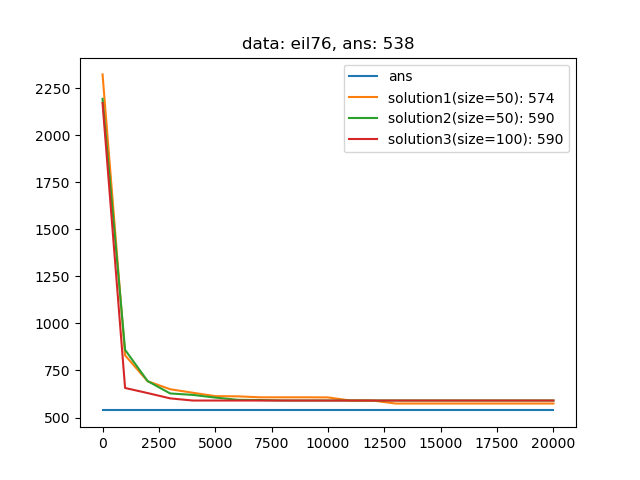 data: eil76, ans: 538
ans
solution1(size=50): 574
solution2(size=50): 590
solution3(size=100): 590
2250
2000
1750
1500
1250
1000
750
500
0 2500 5000 7500 10000 12500 15000 17500 20000